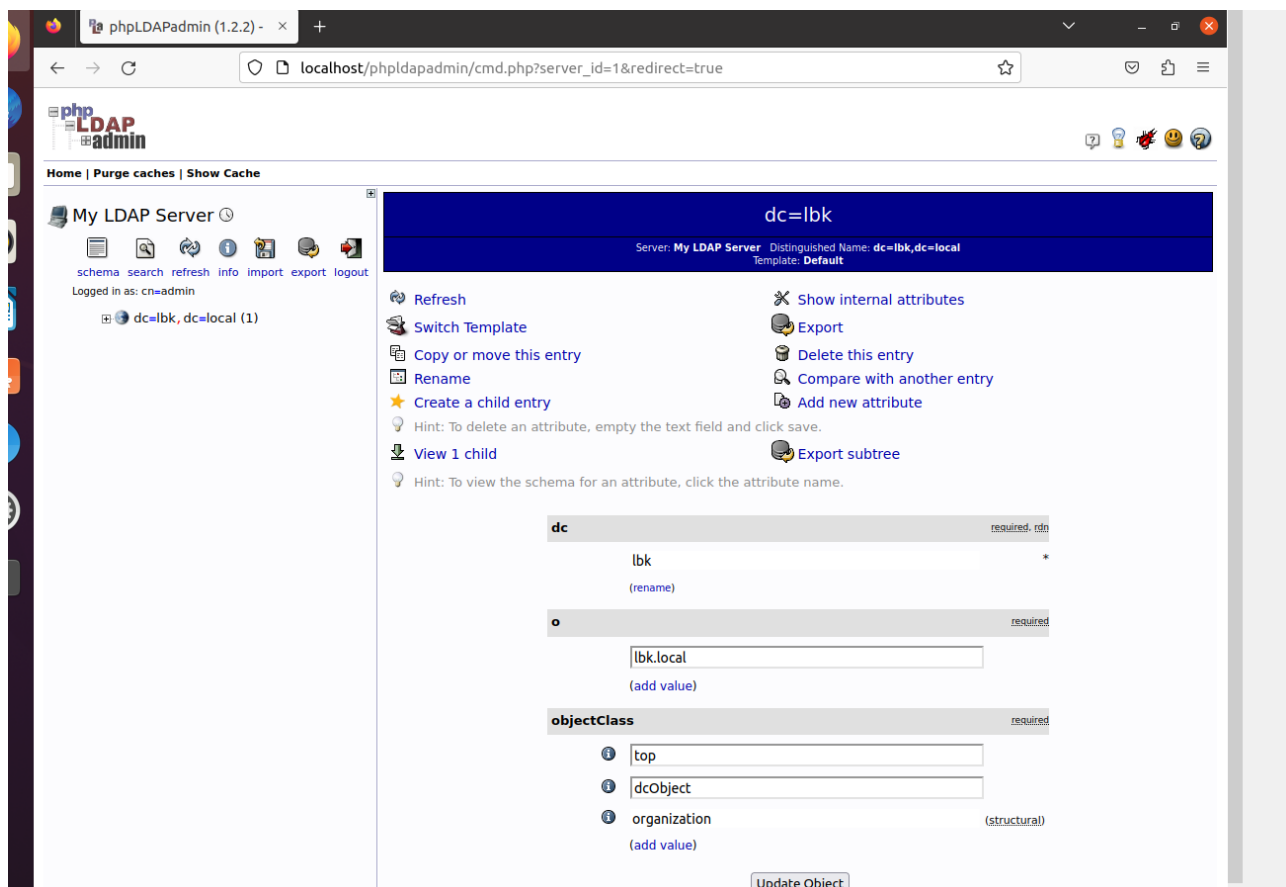 phpLDAPadmin (1.2.2) -
localhost/phpldapadmin/cmd.php?server_id=1&redirect=true
php
LDAP
admin
Home | Purge caches | Show Cache
My LDAP Server
schema search refresh info import export logout
Logged in as: cn=admin
dc=lbk, dc=local (1)
dc=lbk
Server: My LDAP Server Distinguished Name: dc=lbk,dc=local
Template: Default
Refresh Show internal attributes
Switch Template Export
Copy or move this entry Delete this entry
Rename Compare with another entry
Create a child entry Add new attribute
Hint: To delete an attribute, empty the text field and click save.
View 1 child Export subtree
Hint: To view the schema for an attribute, click the attribute name.
dc required, rdn
lbk *
(rename)
o required
lbk.local
(add value)
objectClass required
top
dcObject
organization (structural)
(add value)
Update Object